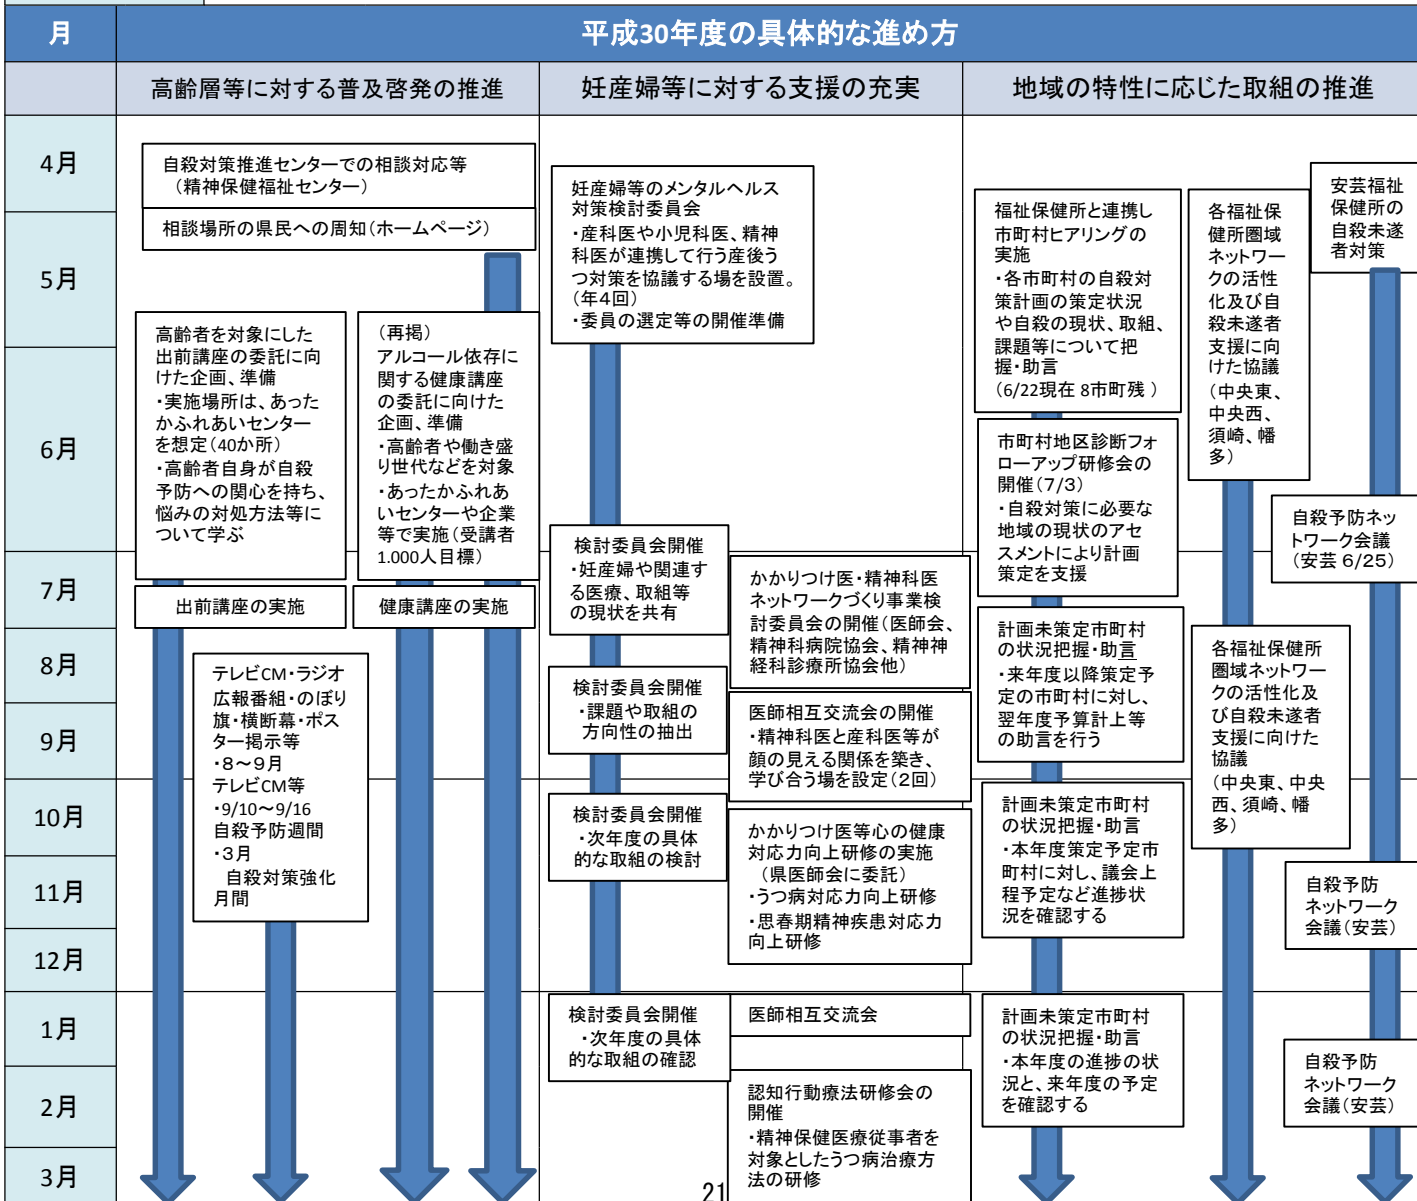 月
平成30年度の具体的な進め方
高齢層等に対する普及啓発の推進
妊産婦等に対する支援の充実
地域の特性に応じた取組の推進
4月
5月
6月
7月
8月
9月
10月
11月
12月
1月
2月
3月
自殺対策推進センターでの相談対応等
（精神保健福祉センター）
相談場所の県民への周知（ホームページ）
高齢者を対象にした
出前講座の委託に向
けた企画、準備
・実施場所は、あった
かふれあいセンター
を想定（40か所）
・高齢者自身が自殺
予防への関心を持ち、
悩みの対処方法等に
ついて学ぶ
出前講座の実施
（再掲）
アルコール依存に
関する健康講座
の委託に向けた
企画、準備
・高齢者や働き盛
り世代などを対象
・あったかふれあ
いセンターや企業
等で実施（受講者
1.000人目標）
健康講座の実施
テレビCM・ラジオ
広報番組・のぼり
旗・横断幕・ポス
ター掲示等
・8～9月
テレビCM等
・9/10～9/16
自殺予防週間
・3月
自殺対策強化
月間
妊産婦等のメンタルヘルス
対策検討委員会
・産科医や小児科医、精神
科医が連携して行う産後う
つ対策を協議する場を設置。
（年4回）
・委員の選定等の開催準備
検討委員会開催
・妊産婦や関連す
る医療、取組等
の現状を共有
検討委員会開催
・課題や取組の
方向性の抽出
検討委員会開催
・次年度の具体
的な取組の検討
検討委員会開催
・次年度の具体
的な取組の確認
かかりつけ医・精神科医
ネットワークづくり事業検
討委員会の開催（医師会、
精神科病院協会、精神神
経科診療所協会他）
医師相互交流会の開催
・精神科医と産科医等が
顔の見える関係を築き、
学び合う場を設定（2回）
かかりつけ医等心の健康
対応力向上研修の実施
（県医師会に委託）
・うつ病対応力向上研修
・思春期精神疾患対応力
向上研修
医師相互交流会
認知行動療法研修会の
開催
・精神保健医療従事者を
対象としたうつ病治療方
法の研修
福祉保健所と連携し
市町村ヒアリングの
実施
・各市町村の自殺対
策計画の策定状況
や自殺の現状、取組、
課題等について把
握・助言
（6/22現在 8市町残 ）
市町村地区診断フォ
ローアップ研修会の
開催（7/3）
・自殺対策に必要な
地域の現状のアセ
スメントにより計画
策定を支援
計画未策定市町村
の状況把握・助言
・来年度以降策定予
定の市町村に対し、
翌年度予算計上等
の助言を行う
計画未策定市町村
の状況把握・助言
・本年度策定予定市
町村に対し、議会上
程予定など進捗状
況を確認する
計画未策定市町村
の状況把握・助言
・本年度の進捗の状
況と、来年度の予定
を確認する
各福祉保
健所圏域
ネットワー
クの活性
化及び自
殺未遂者
支援に向
けた協議
（中央東、
中央西、
須崎、幡
多）
各福祉保健所
圏域ネットワー
クの活性化及
び自殺未遂者
支援に向けた
協議
（中央東、中央
西、須崎、幡
多）
安芸福祉
保健所の
自殺未遂
者対策
自殺予防ネッ
トワーク会議
（安芸 6/25）
自殺予防
ネットワーク
会議（安芸）
自殺予防
ネットワーク
会議（安芸）
21